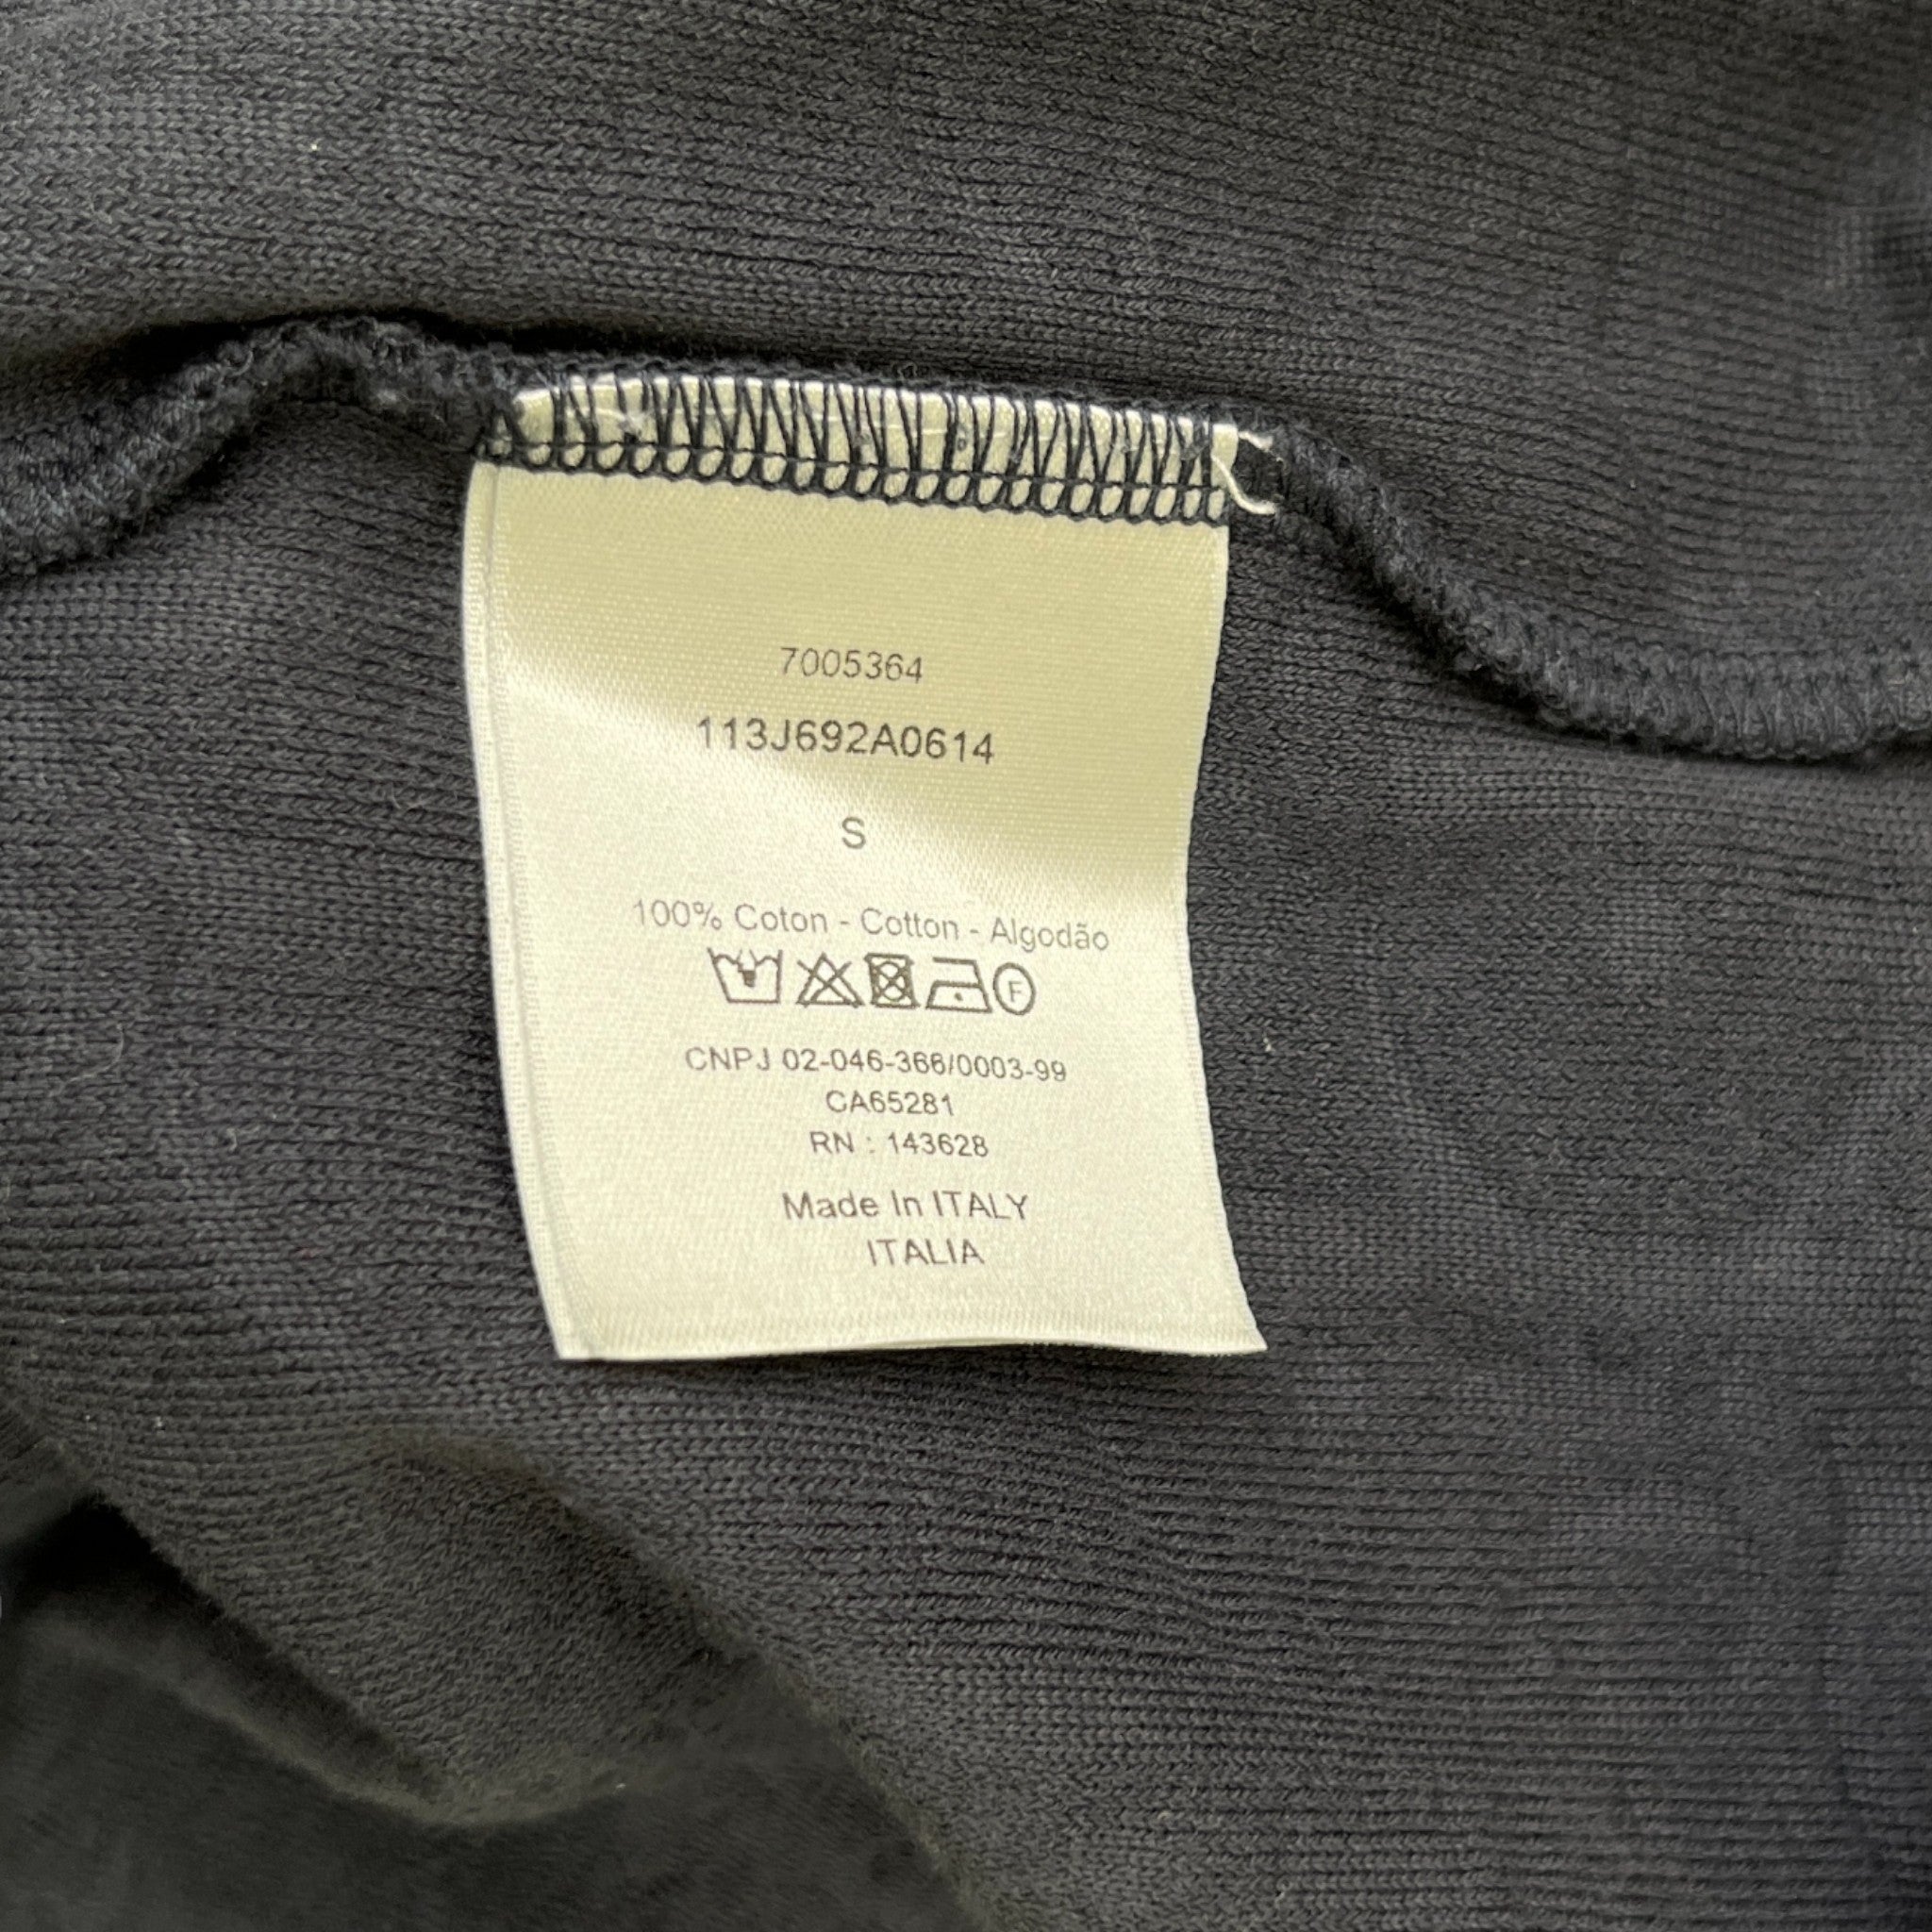 7005364
113J692A0614
S
100% Coton - Cotton - Algodão
F
CNPJ 02-046-366/0003-99
CA65281
RN : 143628
Made In ITALY
ITALIA